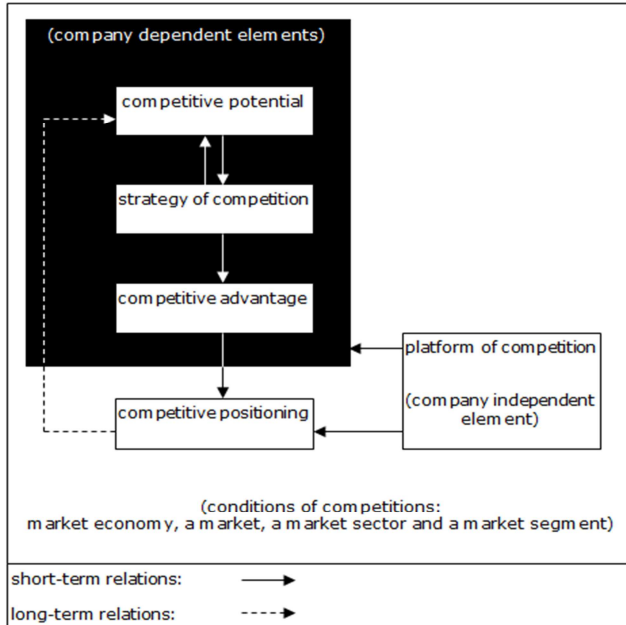 (company dependent elements)
competitive potential
strategy of competition
competitive advantage
platform of competition
(company independent
element)
competitive positioning
(conditions of competitions:
market economy, a market, a market sector and a market segment)
short-term relations:
long-term relations: